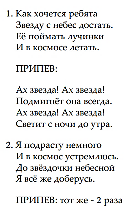 1. Как хочется ребята
Звезду с небес достать.
Её поймать лучинки
И в космосе летать.
ПРИПЕВ:
Ах звезда! Ах звезда!
Подмигнёт она всегда.
Ах звезда! Ах звезда!
Светит с ночи до утра.
2. Я подрасту немного
И в космос устремлюсь.
До звёздочки небесной
Я всё же доберусь.
ПРИПЕВ: тот же - 2 раза